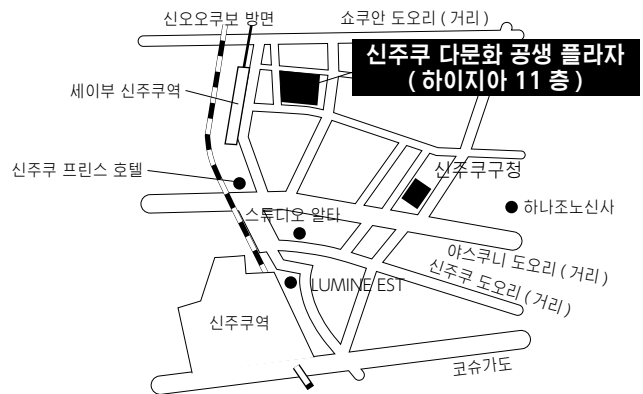 신오오쿠보 방면
쇼쿠안 도오리 ( 거리 )
신주쿠 다문화 공생 플라자
( 하이지아 11 층 )
세이부 신주쿠역
신주쿠 프린스 호텔
신주쿠구청
스투디오 알타
하나조노신사
야스쿠니 도오리 ( 거리 )
신주쿠 도오리 ( 거리 )
LUMINE EST
신주쿠역
코슈가도